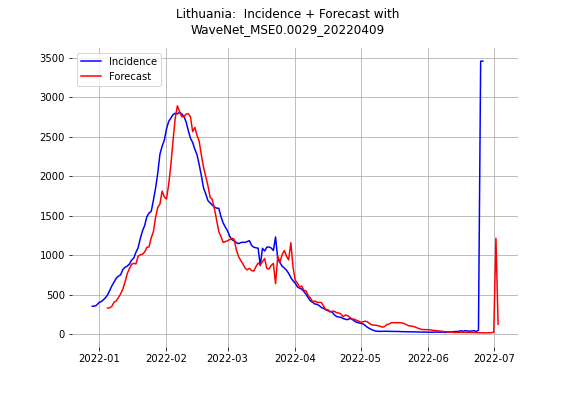 Lithuania:  Incidence + Forecast with
WaveNet_MSE0.0029_20220409
Incidence
Forecast
3500
3000
2500
2000
1500
1000
500
0
2022-01 2022-02 2022-03 2022-04 2022-05 2022-06 2022-07